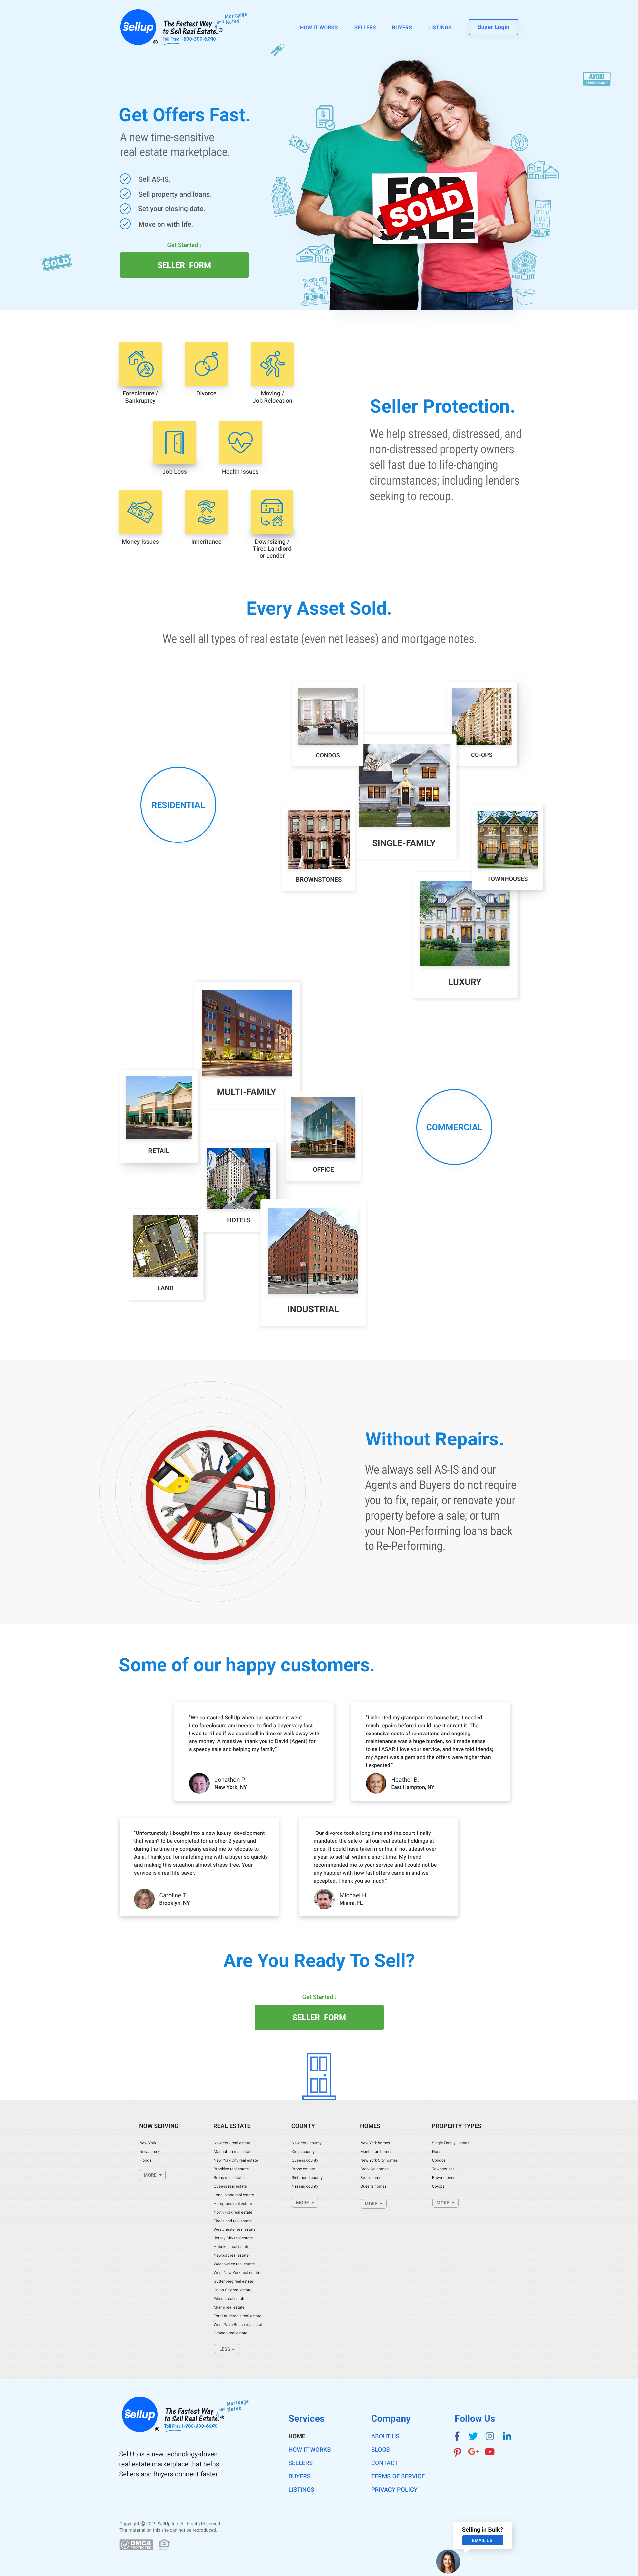 Sellup
®
The Fastest Way
to Sell Real Estate.®
and Mortgage
Notes
Toll Free 1-800-300-6290
HOW IT WORKS
SELLERS
BUYERS
LISTINGS
Buyer Login
AVOID
Get Offers Fast.
A new time-sensitive
real estate marketplace.
Sell AS-IS.
Sell property and loans.
Set your closing date.
Move on with life.
Get Started :
SELLER FORM
SOLD
FOR
SOLD
SALE
Foreclosure /
Bankruptcy
Divorce
Moving /
Job Relocation
Job Loss
Health Issues
Money Issues
Inheritance
Downsizing /
Tired Landlord
or Lender
Seller Protection.
We help stressed, distressed, and
non-distressed property owners
sell fast due to life-changing
circumstances; including lenders
seeking to recoup.
Every Asset Sold.
We sell all types of real estate (even net leases) and mortgage notes.
RESIDENTIAL
CONDOS
CO-OPS
SINGLE-FAMILY
BROWNSTONES
TOWNHOUSES
LUXURY
MULTI-FAMILY
RETAIL
OFFICE
COMMERCIAL
HOTELS
LAND
INDUSTRIAL
Without Repairs.
We always sell AS-IS and our
Agents and Buyers do not require
you to fix, repair, or renovate your
property before a sale; or turn
your Non-Performing loans back
to Re-Performing.
Some of our happy customers.
"We contacted SellUp when our apartment went
into foreclosure and needed to find a buyer very fast.
I was terrified if we could sell in time or walk away with
any money. A massive thank you to David (Agent) for
a speedy sale and helping my family."
Jonathon P.
New York, NY
"I inherited my grandparents house but, it needed
much repairs before I could use it or rent it. The
expensive costs of renovations and ongoing
maintenance was a huge burden, so it made sense
to sell ASAP. I love your service, and have told friends;
my Agent was a gem and the offers were higher than
I expected."
Heather B.
East Hampton, NY
"Unfortunately, I bought into a new luxury development
that wasn't to be completed for another 2 years and
during the time my company asked me to relocate to
Asia. Thank you for matching me with a buyer so quickly
and making this situation almost stress-free. Your
service is a real life-saver."
Caroline T.
Brooklyn, NY
"Our divorce took a long time and the court finally
mandated the sale of all our real estate holdings at
once. It could have taken months, if not atleast over
a year to sell all within a short time. My friend
recommended me to your service and I could not be
any happier with how fast offers came in and we
accepted. Thank you so much."
Michael H.
Miami, FL
Are You Ready To Sell?
Get Started :
SELLER FORM
NOW SERVING
New York
New Jersey
Florida
MORE
REAL ESTATE
New York real estate
Manhattan real estate
New York City real estate
Brooklyn real estate
Bronx real estate
Queens real estate
Long Island real estate
Hamptons real estate
North Fork real estate
Fire Island real estate
Westchester real estate
Jersey City real estate
Hoboken real estate
Newport real estate
Weehawken real estate
West New York real estate
Guttenberg real estate
Union City real estate
Edison real estate
Miami real estate
Fort Lauderdale real estate
West Palm Beach real estate
Orlando real estate
LESS
COUNTY
New York county
Kings county
Queens county
Bronx county
Richmond county
Nassau county
MORE
HOMES
New York homes
Manhattan homes
New York City homes
Brooklyn homes
Bronx homes
Queens homes
MORE
PROPERTY TYPES
Single Family Homes
Houses
Condos
Townhouses
Brownstones
Co-ops
MORE
Sellup
®
The Fastest Way
to Sell Real Estate.®
and Mortgage
Notes
Toll Free 1-800-300-6290
SellUp is a new technology-driven
real estate marketplace that helps
Sellers and Buyers connect faster.
Services
HOME
HOW IT WORKS
SELLERS
BUYERS
LISTINGS
Company
ABOUT US
BLOGS
CONTACT
TERMS OF SERVICE
PRIVACY POLICY
Follow Us
Copyright © 2019 SellUp Inc. All Rights Reserved.
The material on this site can not be reproduced.
DMCA
Selling in Bulk?
EMAIL US